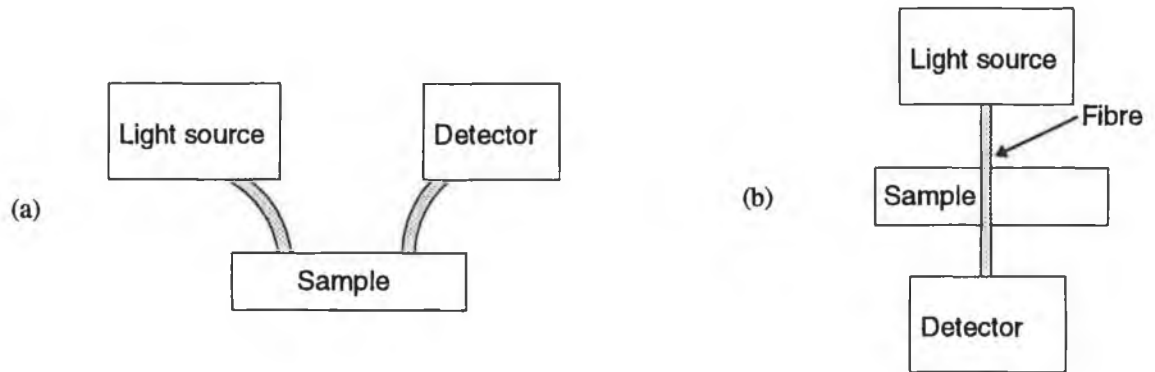 (a)
Light source
Detector
Sample
(b)
Light source
Fibre
Sample
Detector